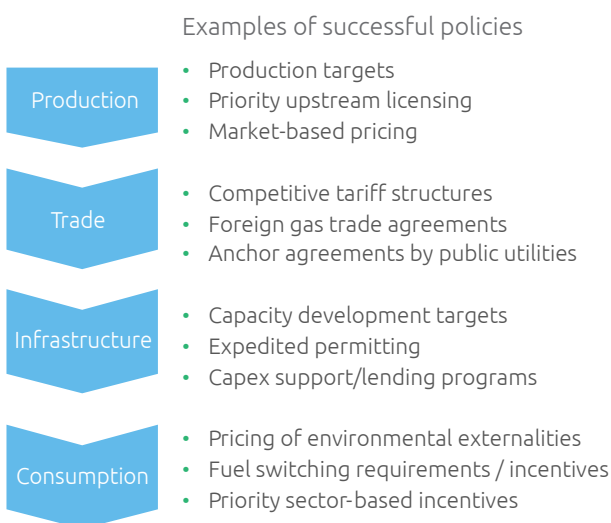 Examples of successful policies
Production
• Production targets
• Priority upstream licensing
• Market-based pricing
Trade
• Competitive tariff structures
• Foreign gas trade agreements
• Anchor agreements by public utilities
Infrastructure
• Capacity development targets
• Expedited permitting
• Capex support/lending programs
Consumption
• Pricing of environmental externalities
• Fuel switching requirements / incentives
• Priority sector-based incentives